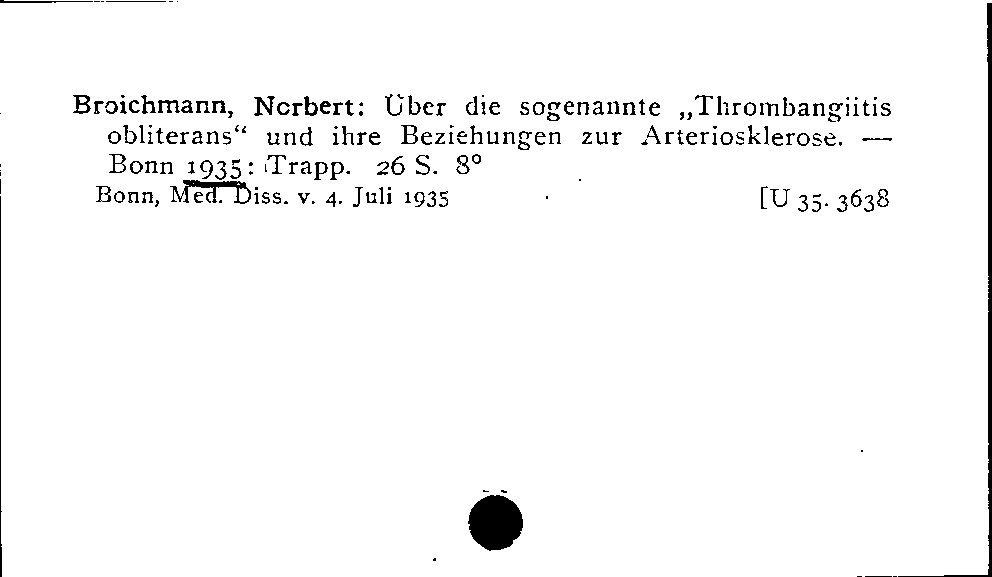 Broichmann, Norbert: Über die sogenannte „Thrombangiitis
obliterans“ und ihre Beziehungen zur Arteriosklerose. —
Bonn 1935: Trapp. 26 S. 8°
Bonn, Med. Diss. v. 4. Juli 1935 [U 35. 3638